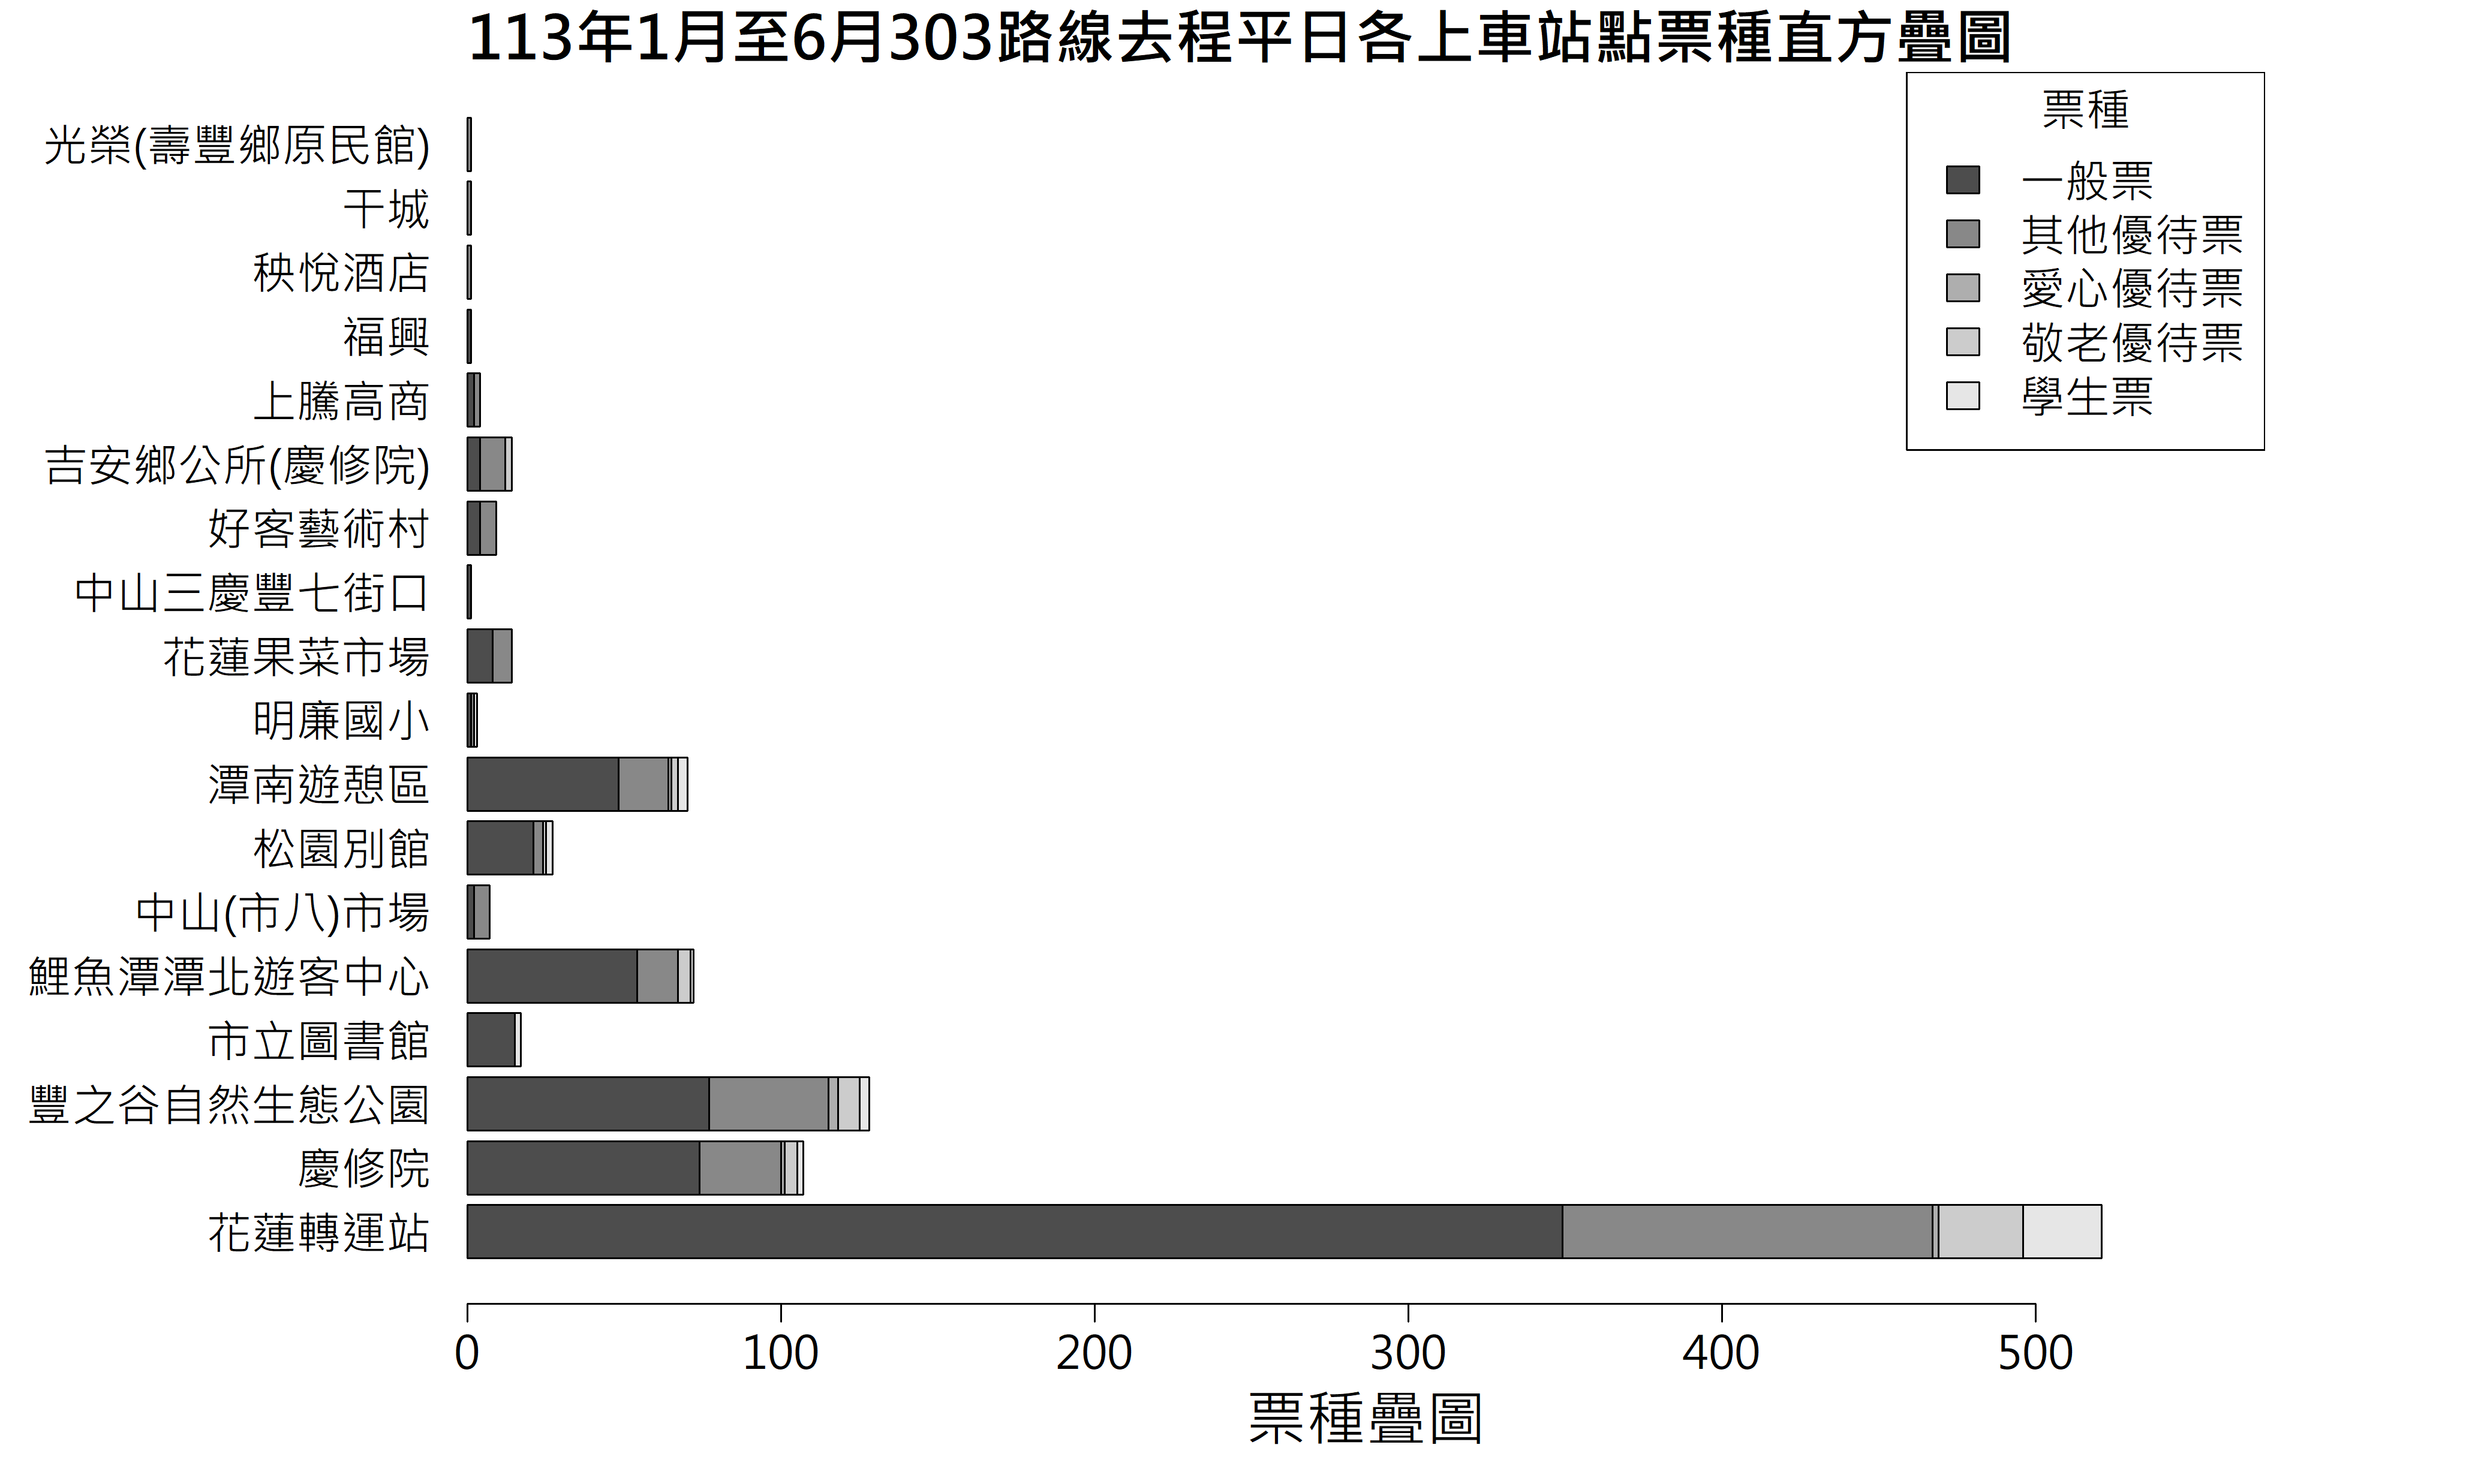 113年1月至6月303路線去程平日各上車站點票種直方疊圖
票種
一般票
其他優待票
愛心優待票
敬老優待票
學生票
光榮(壽豐鄉原民館)
干城
秧悅酒店
福興
上騰高商
吉安鄉公所(慶修院)
好客藝術村
中山三慶豐七街口
花蓮果菜市場
明廉國小
潭南遊憩區
松園別館
中山(市八)市場
鯉魚潭潭北遊客中心
市立圖書館
豐之谷自然生態公園
慶修院
花蓮轉運站
0 100 200 300 400 500
票種疊圖